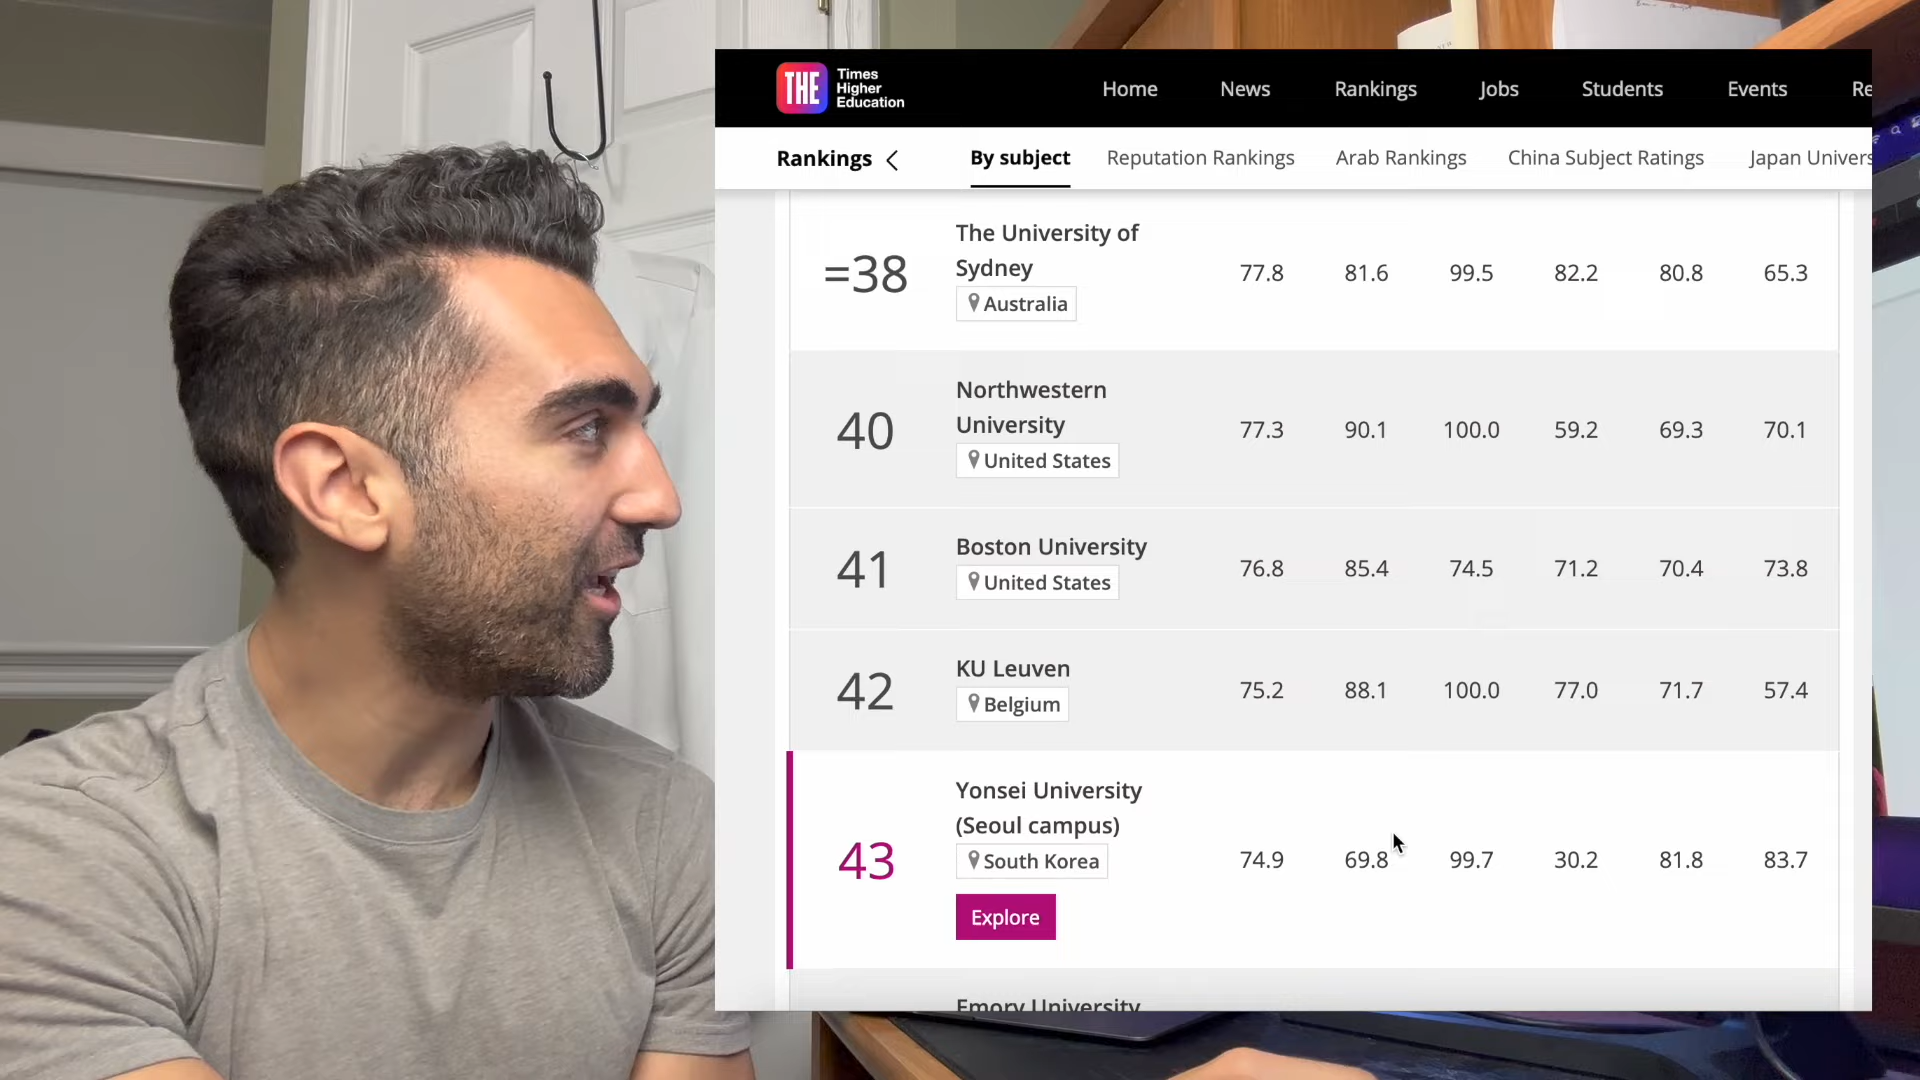 THE Times Higher Education
Home News Rankings Jobs Students Events Re
Rankings By subject Reputation Rankings Arab Rankings China Subject Ratings Japan Univers
=38 The University of Sydney 77.8 81.6 99.5 82.2 80.8 65.3
Australia
40 Northwestern University 77.3 90.1 100.0 59.2 69.3 70.1
United States
41 Boston University 76.8 85.4 74.5 71.2 70.4 73.8
United States
42 KU Leuven 75.2 88.1 100.0 77.0 71.7 57.4
Belgium
43 Yonsei University (Seoul campus) 74.9 69.8 99.7 30.2 81.8 83.7
South Korea
Explore
Emory University